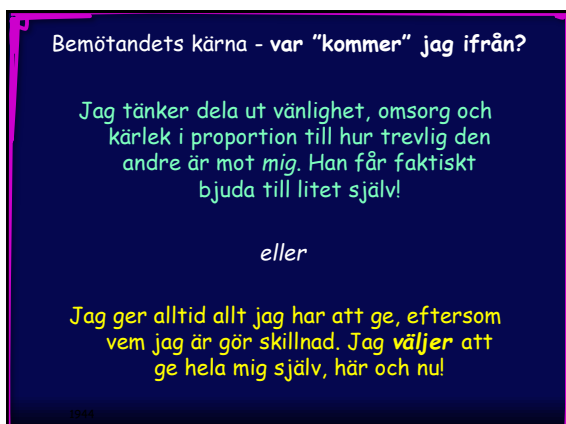 Bemötandets kärna - var ”kommer” jag ifrån?
Jag tänker dela ut vänlighet, omsorg och
kärlek i proportion till hur trevlig den
andre är mot mig. Han får faktiskt
bjuda till litet själv!
eller
Jag ger alltid allt jag har att ge, eftersom
vem jag är gör skillnad. Jag väljer att
ge hela mig själv, här och nu!